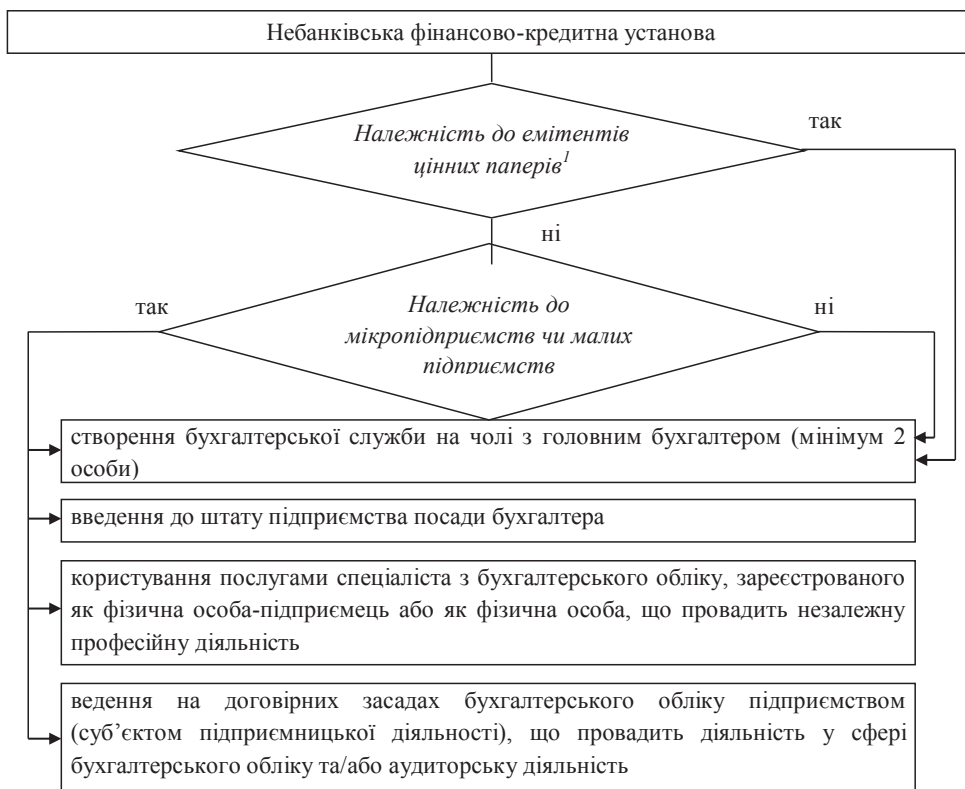 Небанківська фінансово-кредитна установа
Належність до емітентів
цінних паперів¹
так
ні
так
Належність до
мікропідприємств чи малих
підприємств
ні
створення бухгалтерської служби на чолі з головним бухгалтером (мінімум 2
особи)
введення до штату підприємства посади бухгалтера
користування послугами спеціаліста з бухгалтерського обліку, зареєстрованого
як фізична особа-підприємець або як фізична особа, що провадить незалежну
професійну діяльність
ведення на договірних засадах бухгалтерського обліку підприємством
(суб’єктом підприємницької діяльності), що провадить діяльність у сфері
бухгалтерського обліку та/або аудиторську діяльність